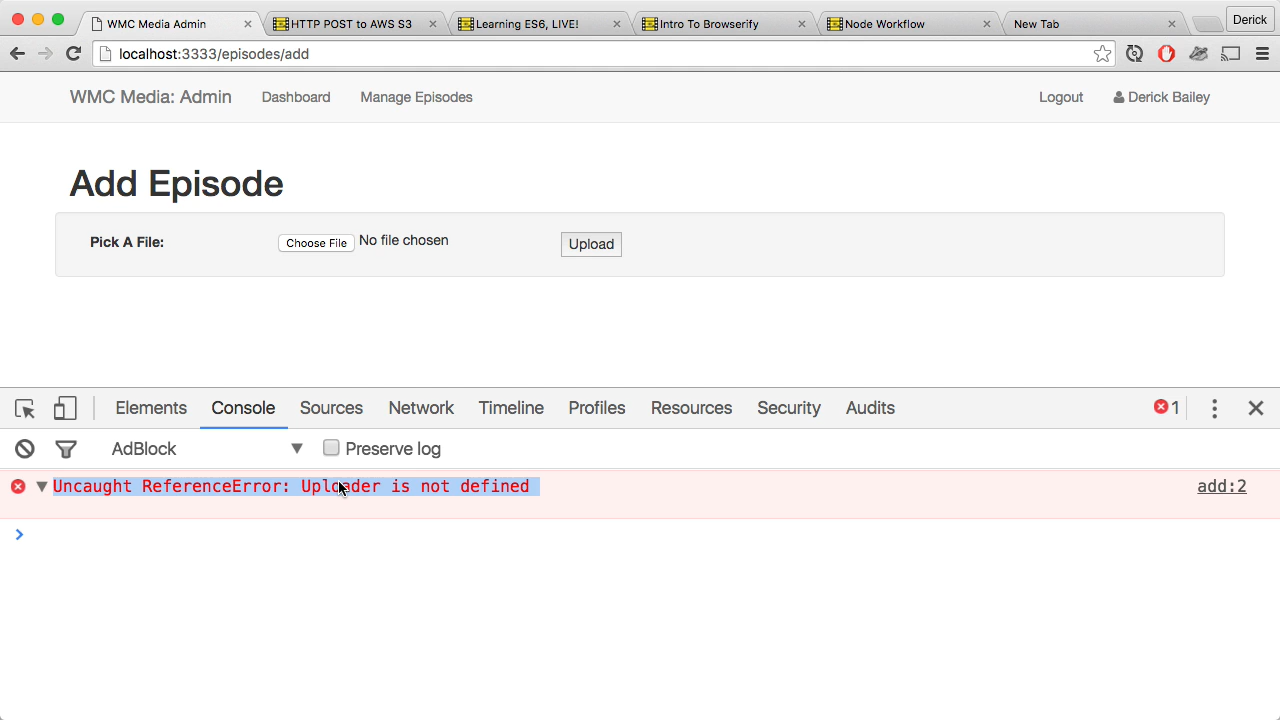 WMC Media Admin
HTTP POST to AWS S3
Learning ES6, LIVE!
Intro To Browserify
Node Workflow
New Tab
Derick
localhost:3333/episodes/add
WMC Media: Admin
Dashboard
Manage Episodes
Logout
Derick Bailey
Add Episode
Pick A File:
Choose File
No file chosen
Upload
Elements
Console
Sources
Network
Timeline
Profiles
Resources
Security
Audits
1
AdBlock
Preserve log
Uncaught ReferenceError: Uploader is not defined
add:2